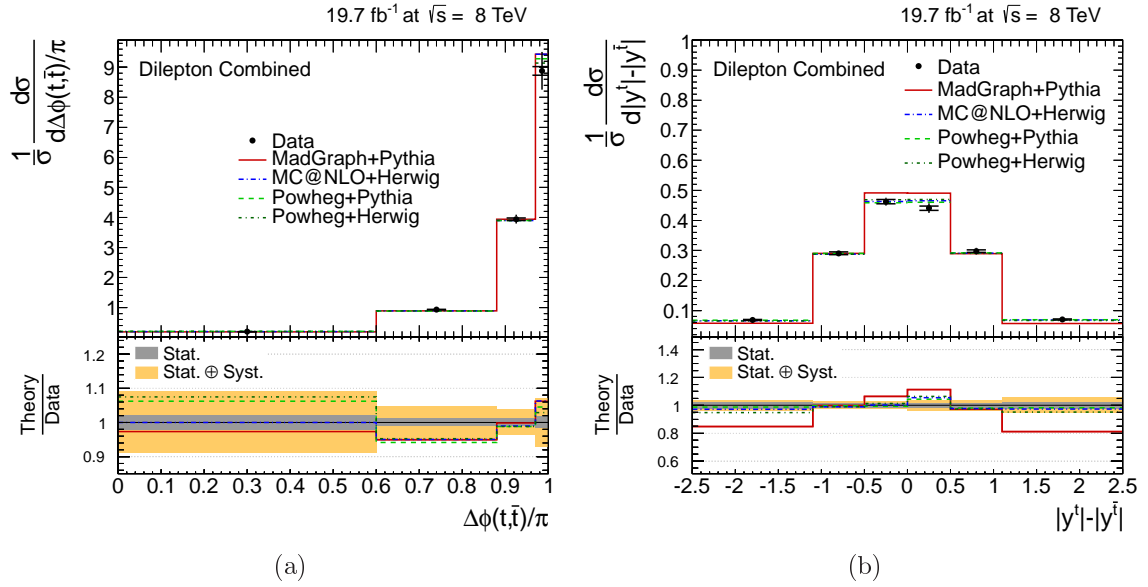 19.7 fb⁻¹ at √s = 8 TeV
1/σ dσ/dΔϕ(t,t̄)/π
Dilepton Combined
Data
MadGraph+Pythia
MC@NLO+Herwig
Powheg+Pythia
Powheg+Herwig
9
8
7
6
5
4
3
2
1
Theory/Data
1.2
1.1
1.0
0.9
Stat.
Stat. ⊕ Syst.
0 0.1 0.2 0.3 0.4 0.5 0.6 0.7 0.8 0.9 1
Δϕ(t,t̄)/π
(a)
19.7 fb⁻¹ at √s = 8 TeV
1/σ dσ/d|yᵗ|-|y^t̄|
Dilepton Combined
Data
MadGraph+Pythia
MC@NLO+Herwig
Powheg+Pythia
Powheg+Herwig
1
0.9
0.8
0.7
0.6
0.5
0.4
0.3
0.2
0.1
Theory/Data
1.4
1.2
1
0.8
0.6
Stat.
Stat. ⊕ Syst.
-2.5 -2 -1.5 -1 -0.5 0 0.5 1 1.5 2 2.5
|yᵗ|-|y^t̄|
(b)